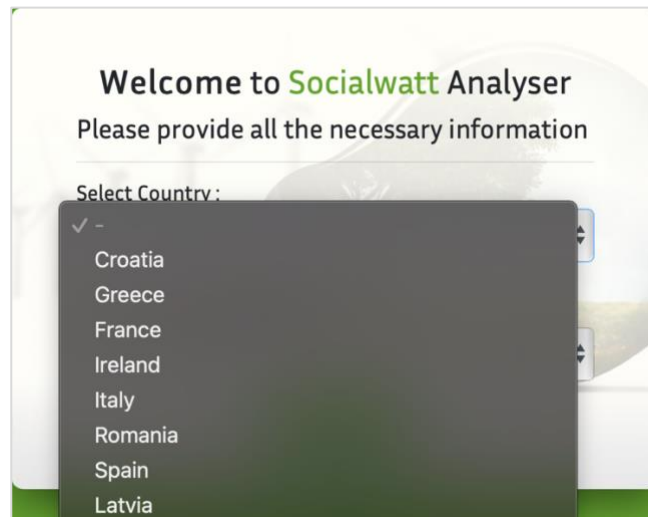 Welcome to Socialwatt Analyser
Please provide all the necessary information
Select Country :
✓ -
Croatia
Greece
France
Ireland
Italy
Romania
Spain
Latvia